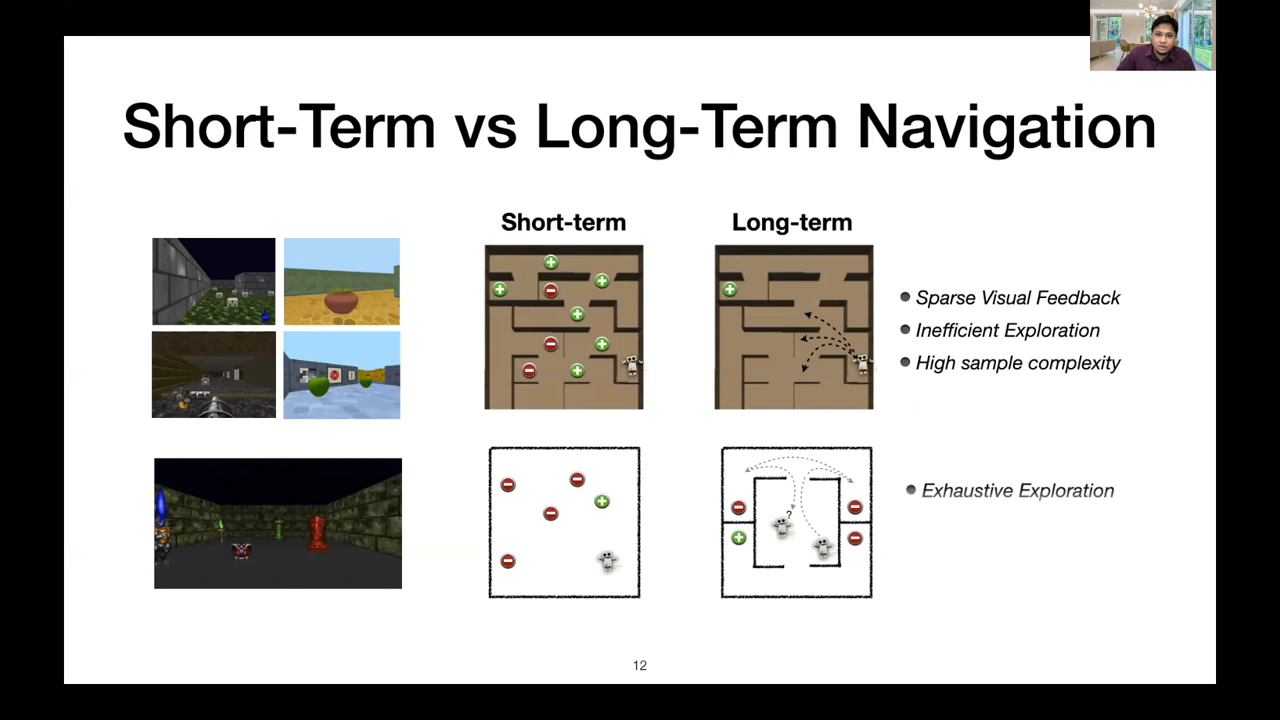 Short-Term vs Long-Term Navigation
Short-term
Long-term
Sparse Visual Feedback
Inefficient Exploration
High sample complexity
?
Exhaustive Exploration
12